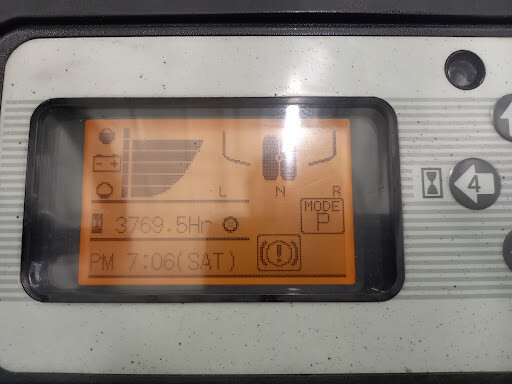 L N R
3769.5Hr
MODE
P
PM 7:06(SAT)
4